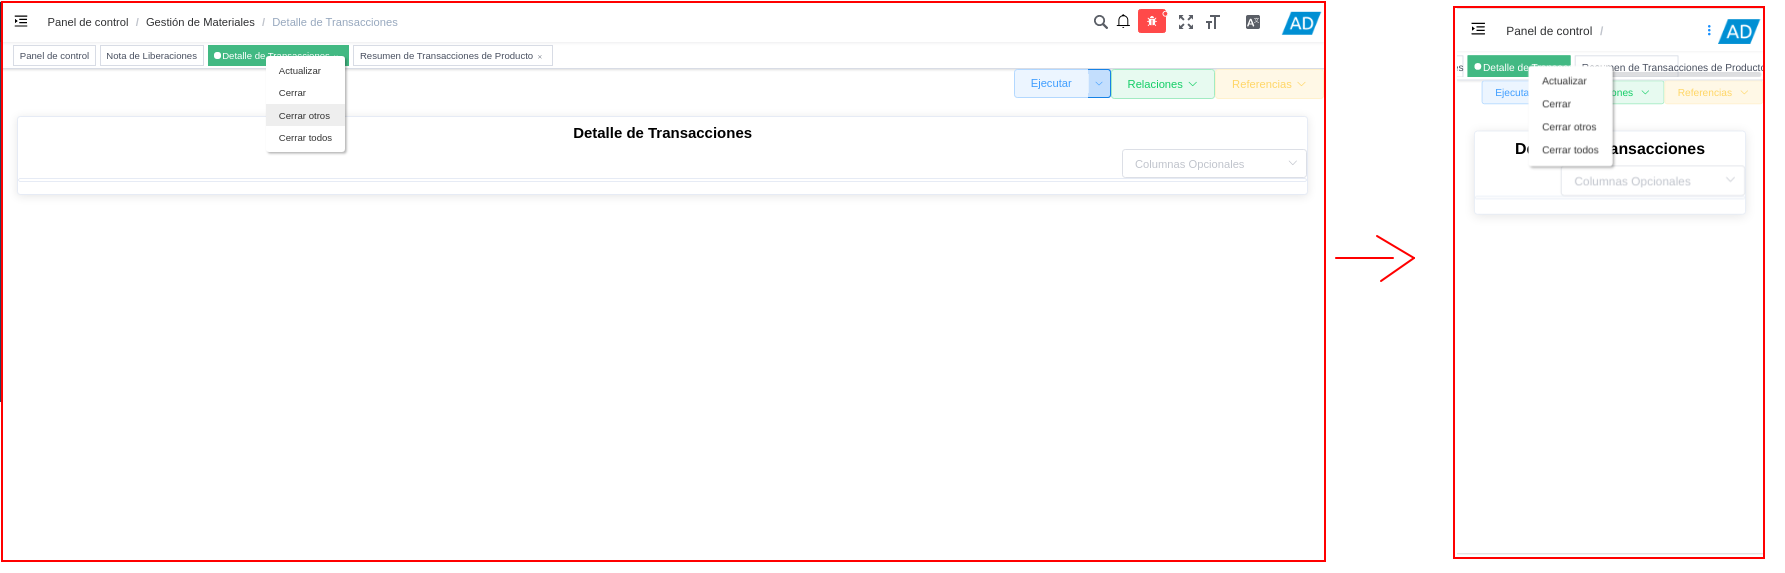 Panel de control / Gestión de Materiales / Detalle de Transacciones
AD
Panel de control
Nota de Liberaciones
Detalle de Transacciones
Resumen de Transacciones de Producto ×
Actualizar
Cerrar
Cerrar otros
Cerrar todos
Ejecutar
Relaciones
Referencias
Detalle de Transacciones
Columnas Opcionales
Panel de control /
AD
s
Detalle de
Resumen de Transacciones de Producto
Actualizar
Cerrar
Cerrar otros
Cerrar todos
Ejecuta
ones
Referencias
D
ansacciones
Columnas Opcionales